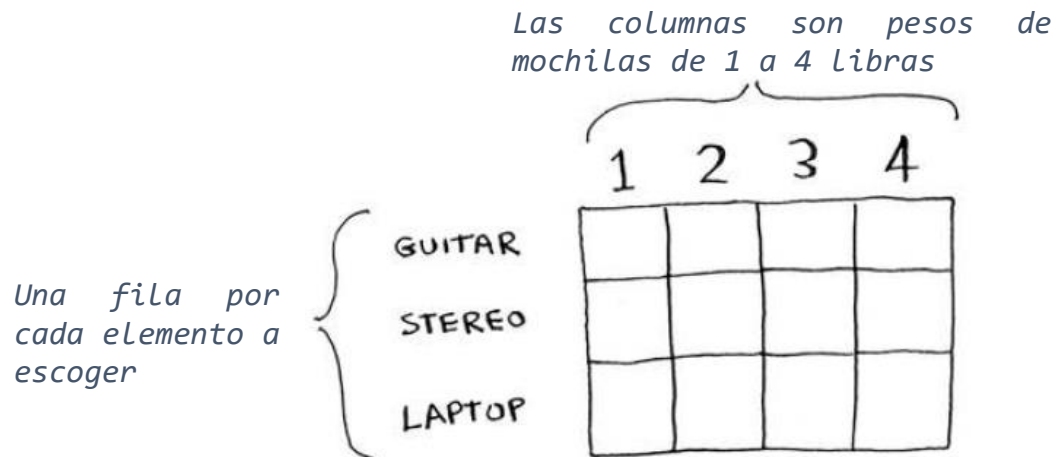 Las columnas son pesos de
mochilas de 1 a 4 libras
1 2 3 4
GUITAR
Una fila por
cada elemento a
escoger
STEREO
LAPTOP